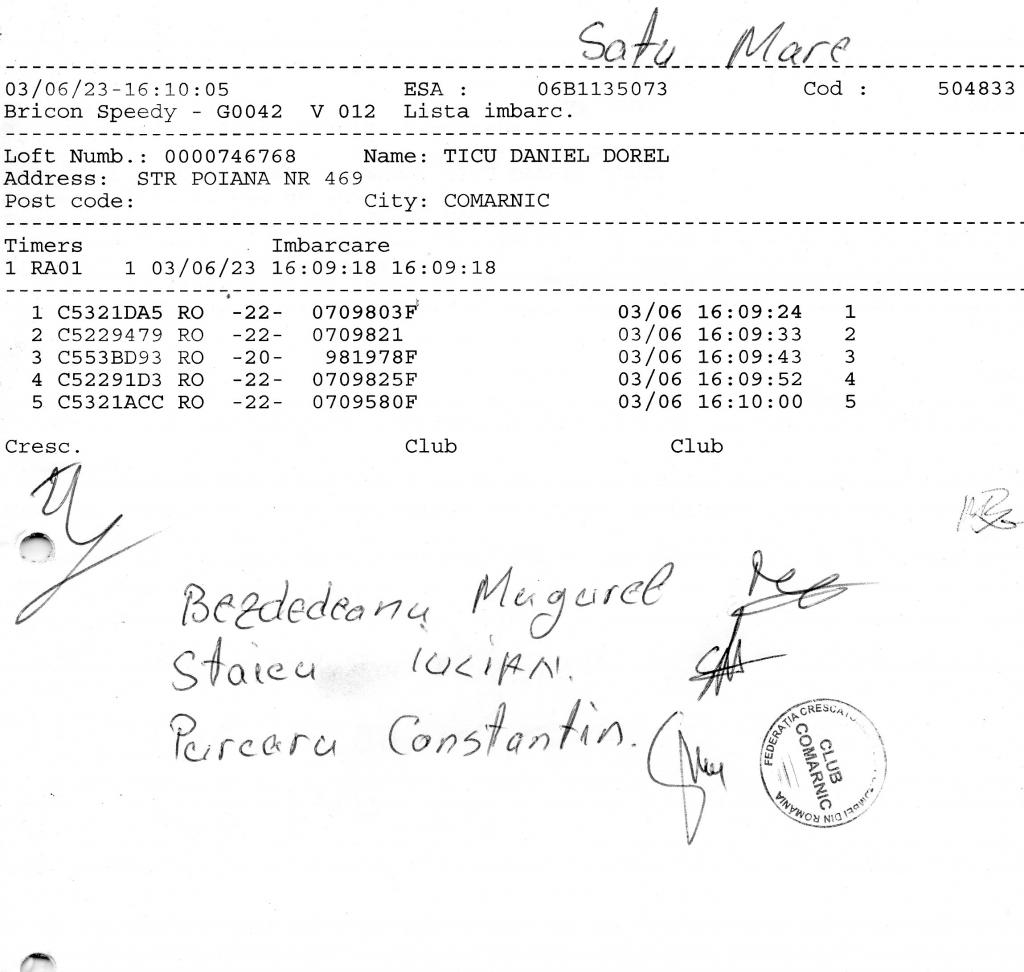 Satu Mare
03/06/23-16:10:05 ESA : 06B1135073 Cod : 504833
Bricon Speedy - G0042 V 012 Lista imbarc.
Loft Numb.: 0000746768 Name: TICU DANIEL DOREL
Address: STR POIANA NR 469
Post code: City: COMARNIC
Timers Imbarcare
1 RA01 1 03/06/23 16:09:18 16:09:18
1 C5321DA5 RO -22- 0709803F 03/06 16:09:24 1
2 C5229479 RO -22- 0709821 03/06 16:09:33 2
3 C553BD93 RO -20- 981978F 03/06 16:09:43 3
4 C52291D3 RO -22- 0709825F 03/06 16:09:52 4
5 C5321ACC RO -22- 0709580F 03/06 16:10:00 5
Cresc. Club Club
Bezdedeanu Magurel
Staicu LUCIAN.
Purcaru Constantin.
FEDERAȚIA
CLUB
COMARNIC
DIN ROMANIA